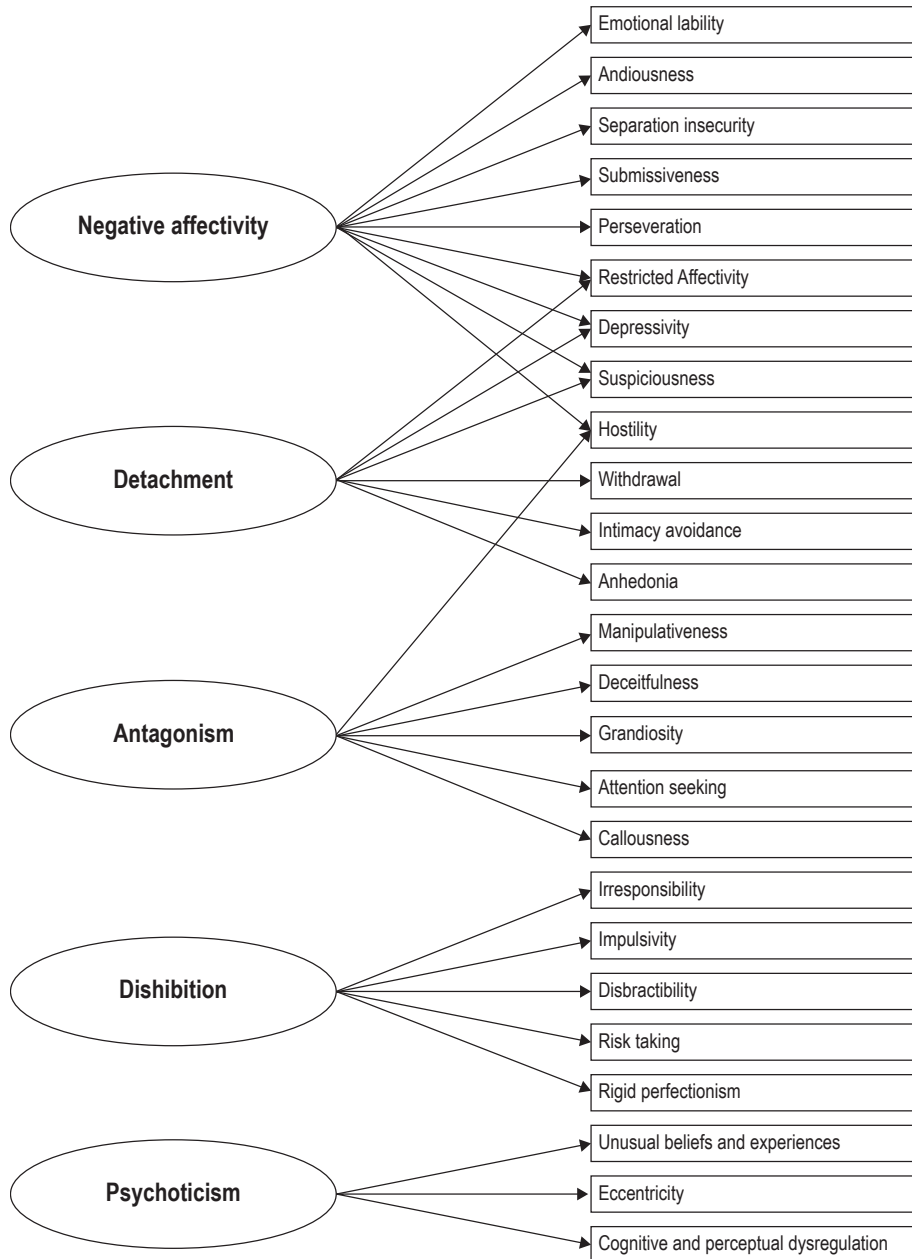 Emotional lability
Andiousness
Separation insecurity
Submissiveness
Negative affectivity
Perseveration
Restricted Affectivity
Depressivity
Suspiciousness
Hostility
Detachment
Withdrawal
Intimacy avoidance
Anhedonia
Manipulativeness
Deceitfulness
Antagonism
Grandiosity
Attention seeking
Callousness
Irresponsibility
Impulsivity
Dishibition
Disbractibility
Risk taking
Rigid perfectionism
Unusual beliefs and experiences
Psychoticism
Eccentricity
Cognitive and perceptual dysregulation